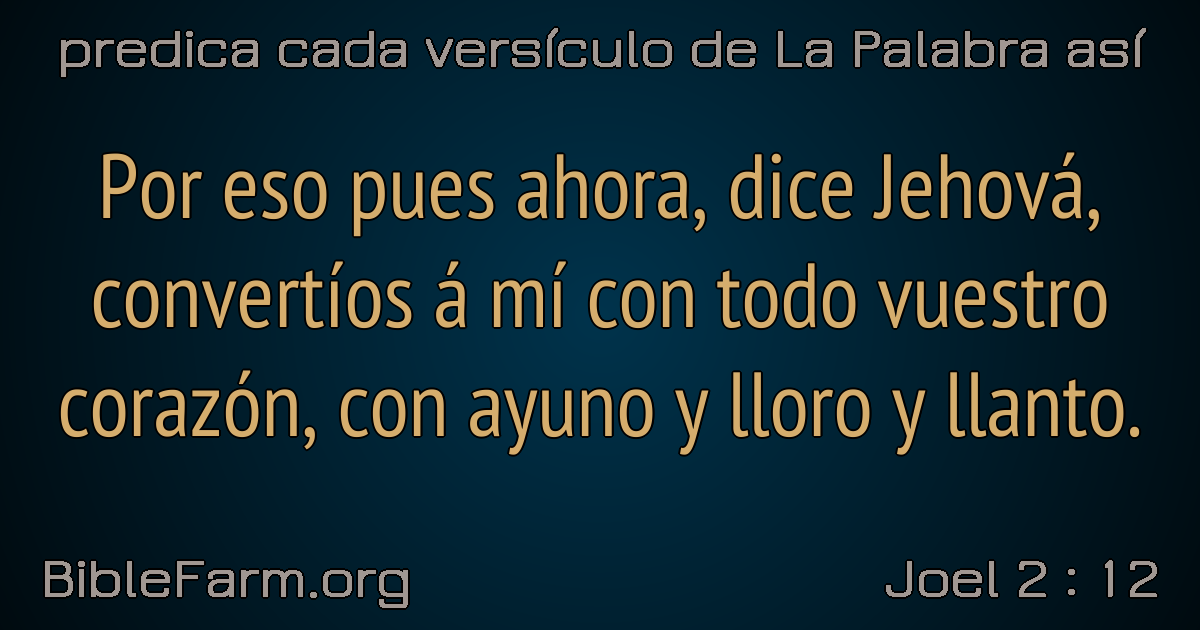 predica cada versículo de La Palabra así
Por eso pues ahora, dice Jehová,
convertíos á mí con todo vuestro
corazón, con ayuno y lloro y llanto.
BibleFarm.org
Joel 2 : 12